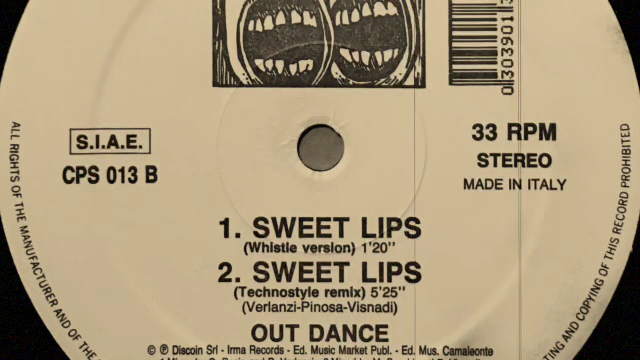 0303901
S.I.A.E.
CPS 013 B
33 RPM
STEREO
MADE IN ITALY
1. SWEET LIPS
(Whistle version) 1'20"
2. SWEET LIPS
(Technostyle remix) 5'25"
(Verlanzi-Pinosa-Visnadi)
OUT DANCE
© ℗ Discoin Srl - Irma Records - Ed. Music Market Publ. - Ed. Mus. Camaleonte
ALL RIGHTS OF THE MANUFACTURER AND OF THE
AND COPYING OF THIS RECORD PROHIBITED